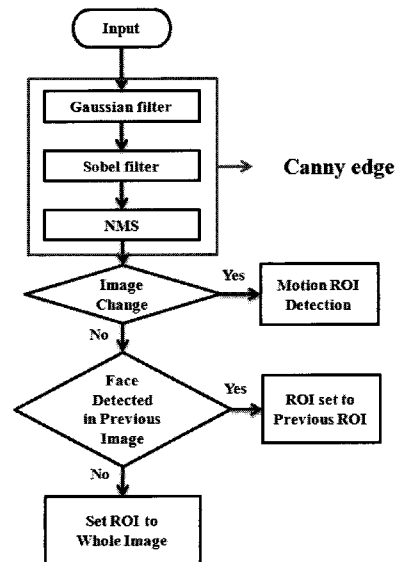 Input
Gaussian filter
Sobel filter
Canny edge
NMS
Image
Change
Yes
Motion ROI
Detection
No
Face
Detected
in Previous
Image
Yes
ROI set to
Previous ROI
No
Set ROI to
Whole Image